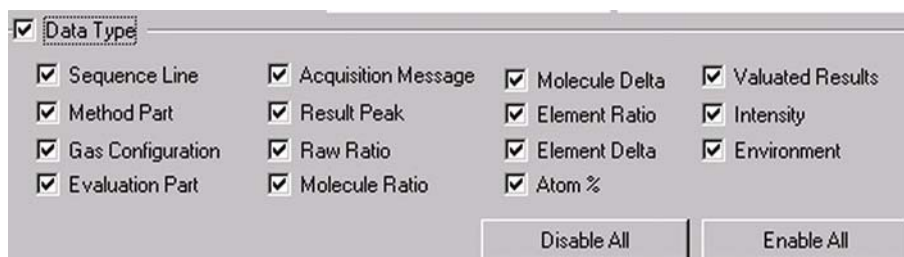 Data Type
Sequence Line
Method Part
Gas Configuration
Evaluation Part
Acquisition Message
Result Peak
Raw Ratio
Molecule Ratio
Molecule Delta
Element Ratio
Element Delta
Atom %
Valuated Results
Intensity
Environment
Disable All
Enable All